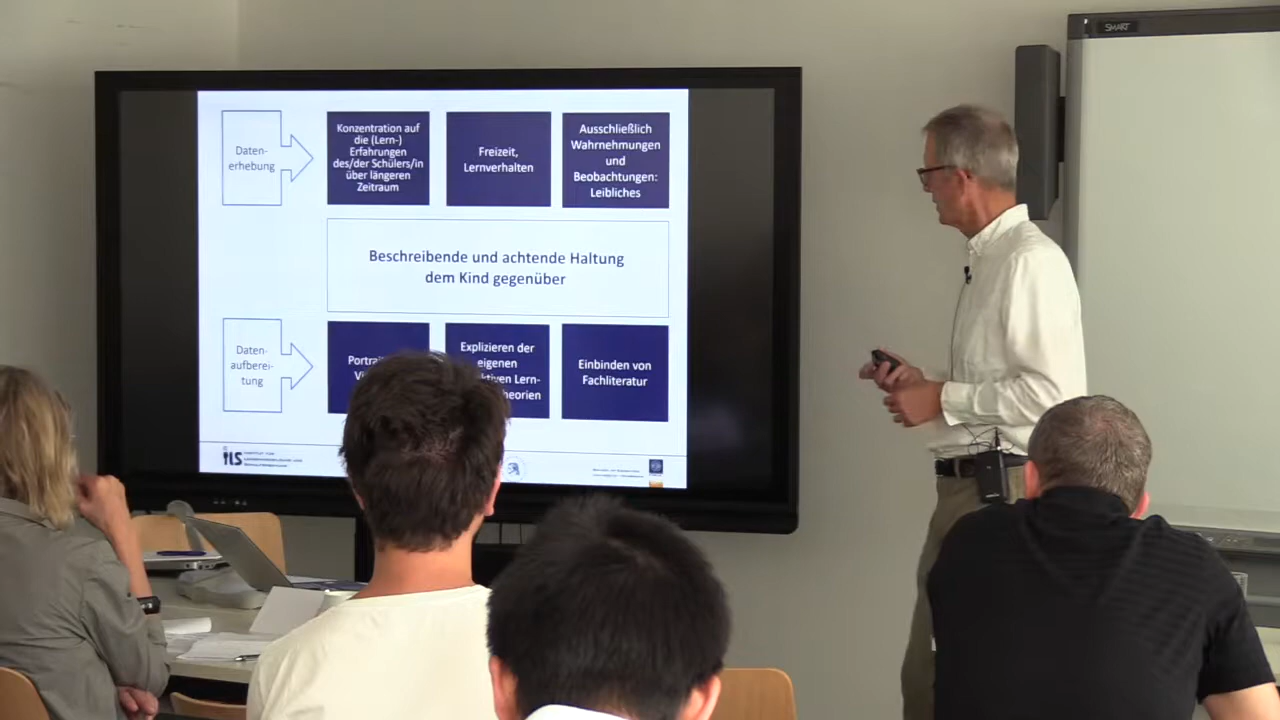 SMART
Daten-
erhebung
Konzentration auf
die (Lern-)
Erfahrungen
des/der Schülers/in
über längeren
Zeitraum
Freizeit,
Lernverhalten
Ausschließlich
Wahrnehmungen
und
Beobachtungen:
Leibliches
Beschreibende und achtende Haltung
dem Kind gegenüber
Daten-
aufberei-
tung
Explizieren der
eigenen
Einbinden von
Fachliteratur